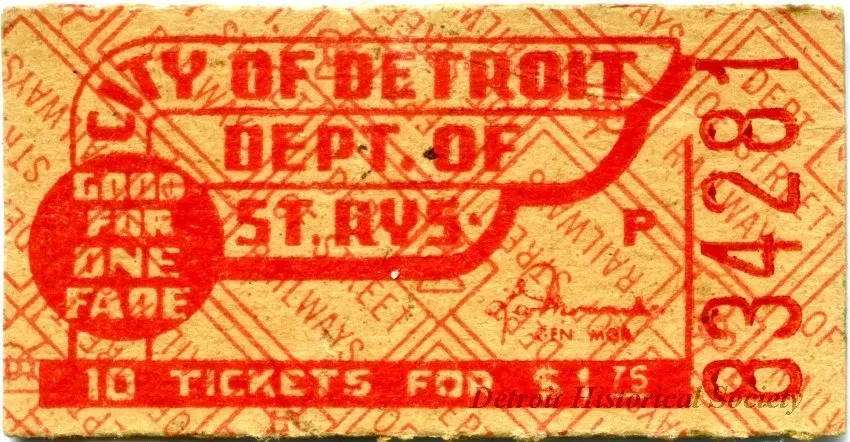 CITY OF DETROIT
DEPT. OF
ST. RYS.
GOOD
FOR
ONE
FARE
P
GEN MGR
10 TICKETS FOR $1.75
834281
Detroit Historical Society